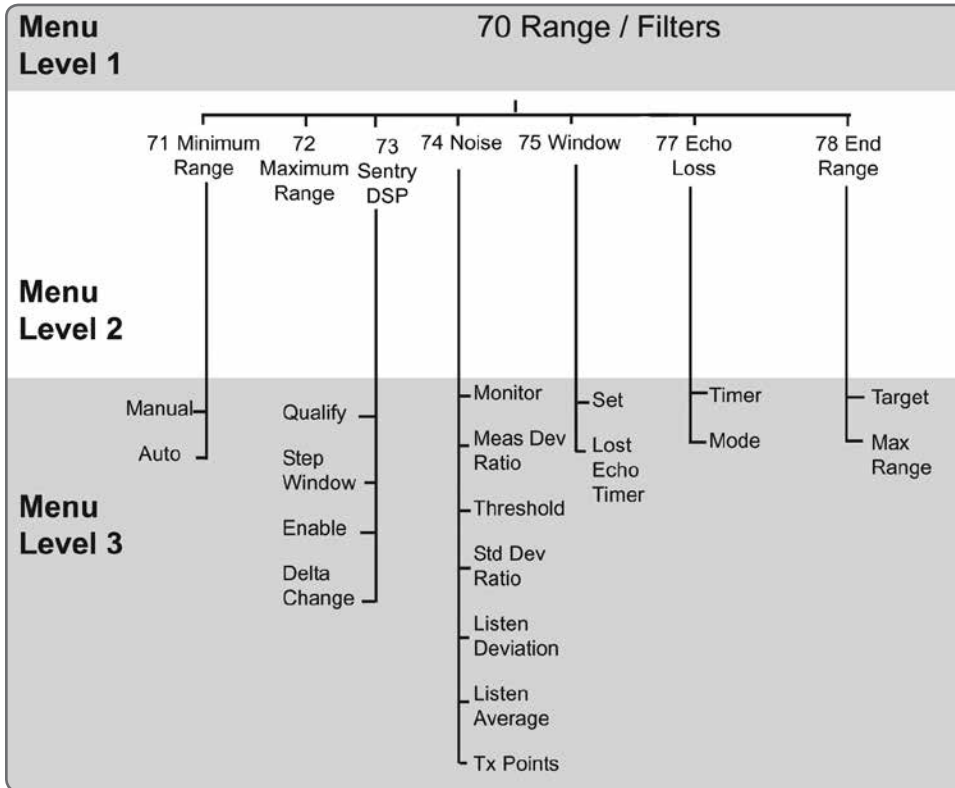 Menu
Level 1
70 Range / Filters
71 Minimum
Range
72
Maximum
Range
73
Sentry
DSP
74 Noise
75 Window
77 Echo
Loss
78 End
Range
Menu
Level 2
Manual
Auto
Qualify
Step
Window
Enable
Delta
Change
Monitor
Meas Dev
Ratio
Threshold
Std Dev
Ratio
Listen
Deviation
Listen
Average
Tx Points
Set
Lost
Echo
Timer
Timer
Mode
Target
Max
Range
Menu
Level 3